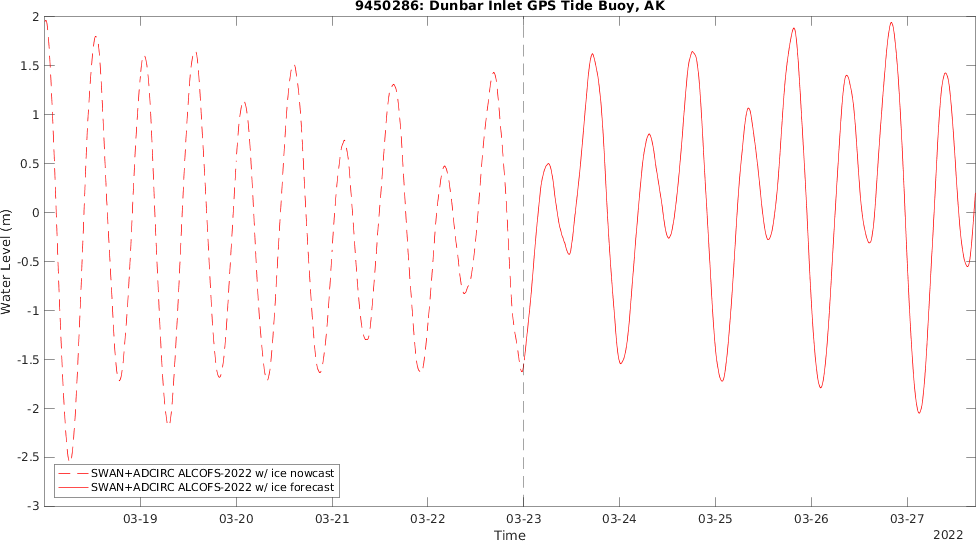 9450286: Dunbar Inlet GPS Tide Buoy, AK
Water Level (m)
2
1.5
1
0.5
0
-0.5
-1
-1.5
-2
-2.5
-3
SWAN+ADCIRC ALCOFS-2022 w/ ice nowcast
SWAN+ADCIRC ALCOFS-2022 w/ ice forecast
03-19 03-20 03-21 03-22 03-23 03-24 03-25 03-26 03-27
Time
2022